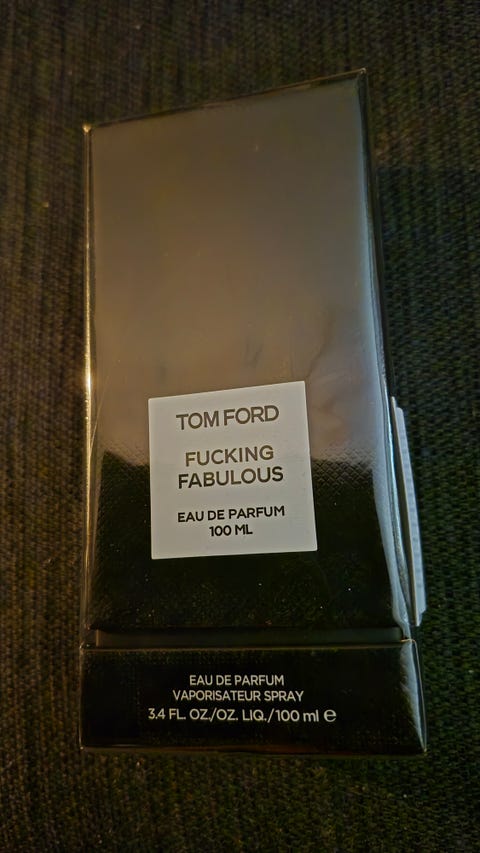 TOM FORD
FUCKING
FABULOUS
EAU DE PARFUM
100 ML
EAU DE PARFUM
VAPORISATEUR SPRAY
3.4 FL. OZ./OZ. LIQ./100 ml ℮